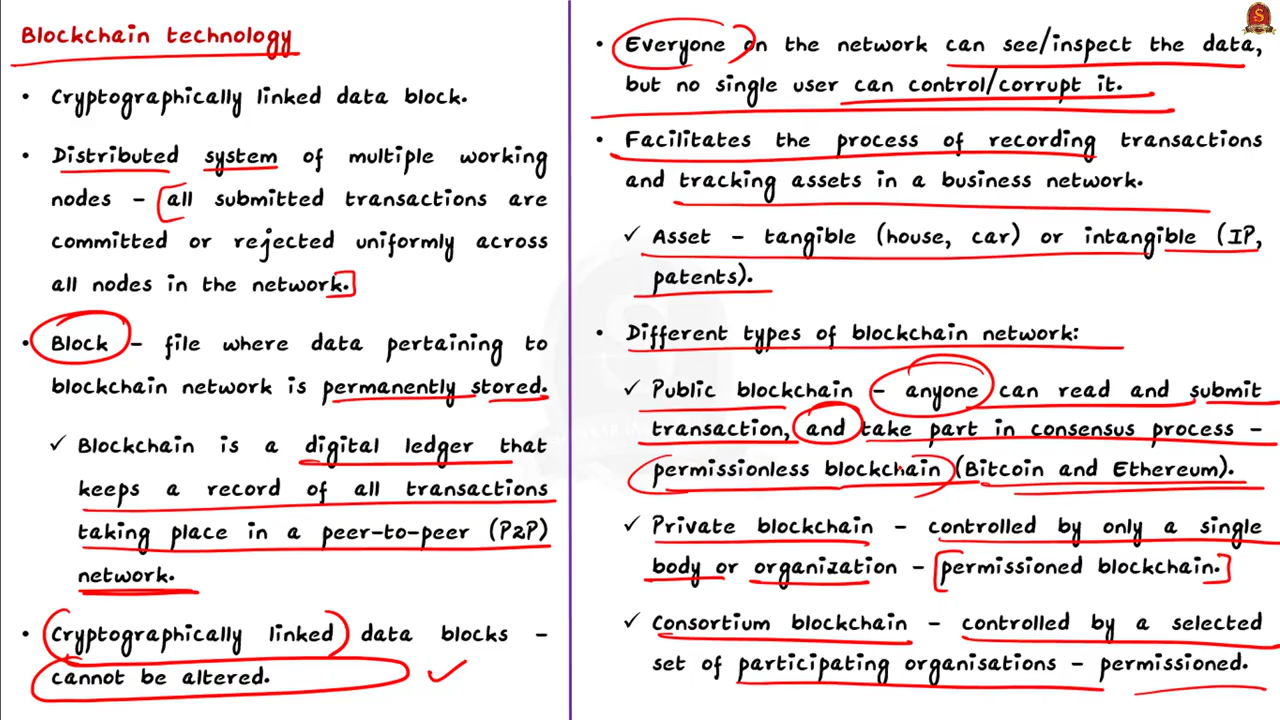 Blockchain technology
• Cryptographically linked data block.
• Distributed system of multiple working
nodes – all submitted transactions are
committed or rejected uniformly across
all nodes in the network.
• Block – file where data pertaining to
blockchain network is permanently stored.
✓ Blockchain is a digital ledger that
keeps a record of all transactions
taking place in a peer-to-peer (P2P)
network.
• Cryptographically linked data blocks –
cannot be altered.
• Everyone on the network can see/inspect the data,
but no single user can control/corrupt it.
• Facilitates the process of recording transactions
and tracking assets in a business network.
✓ Asset – tangible (house, car) or intangible (IP,
patents).
• Different types of blockchain network:
✓ Public blockchain – anyone can read and submit
transaction, and take part in consensus process –
permissionless blockchain (Bitcoin and Ethereum).
✓ Private blockchain – controlled by only a single
body or organization – permissioned blockchain.
✓ Consortium blockchain – controlled by a selected
set of participating organisations – permissioned.